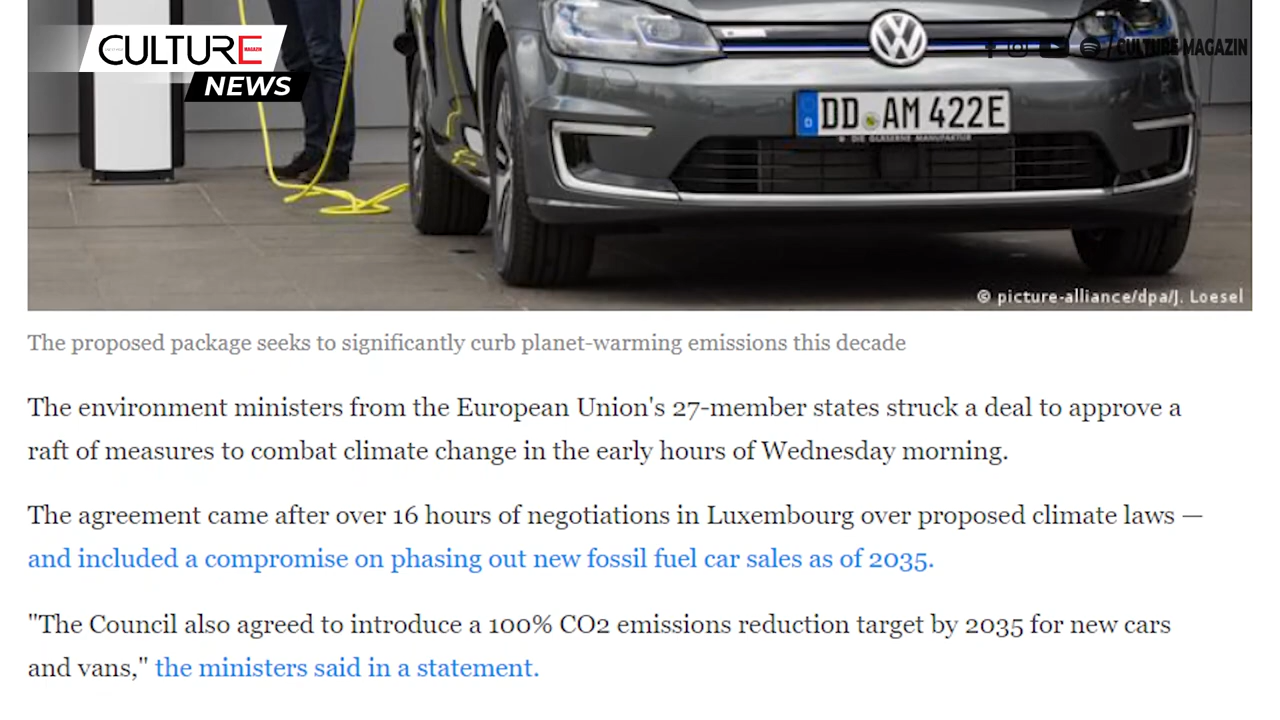 CULTURE
MAGAZIN
NEWS
/ CULTURE MAGAZIN
DD AM 422E
D
DIE GLÄSERNE MANUFAKTUR
© picture-alliance/dpa/J. Loesel
The proposed package seeks to significantly curb planet-warming emissions this decade
The environment ministers from the European Union's 27-member states struck a deal to approve a
raft of measures to combat climate change in the early hours of Wednesday morning.
The agreement came after over 16 hours of negotiations in Luxembourg over proposed climate laws —
and included a compromise on phasing out new fossil fuel car sales as of 2035.
"The Council also agreed to introduce a 100% CO2 emissions reduction target by 2035 for new cars
and vans," the ministers said in a statement.